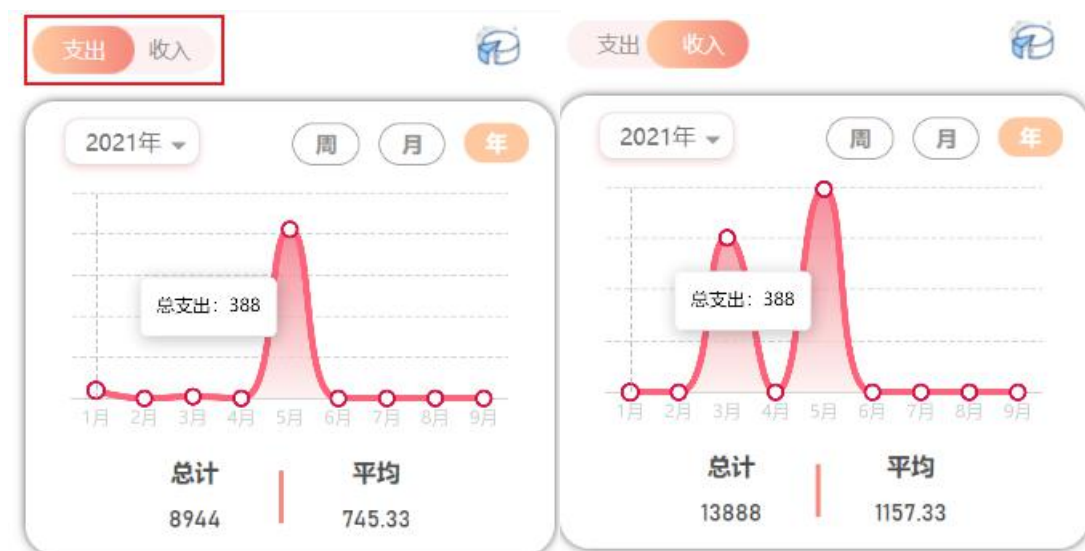 支出 收入
2021年 周 月 年
总支出：388
1月 2月 3月 4月 5月 6月 7月 8月 9月
总计 平均
8944 745.33
支出 收入
2021年 周 月 年
总支出：388
1月 2月 3月 4月 5月 6月 7月 8月 9月
总计 平均
13888 1157.33